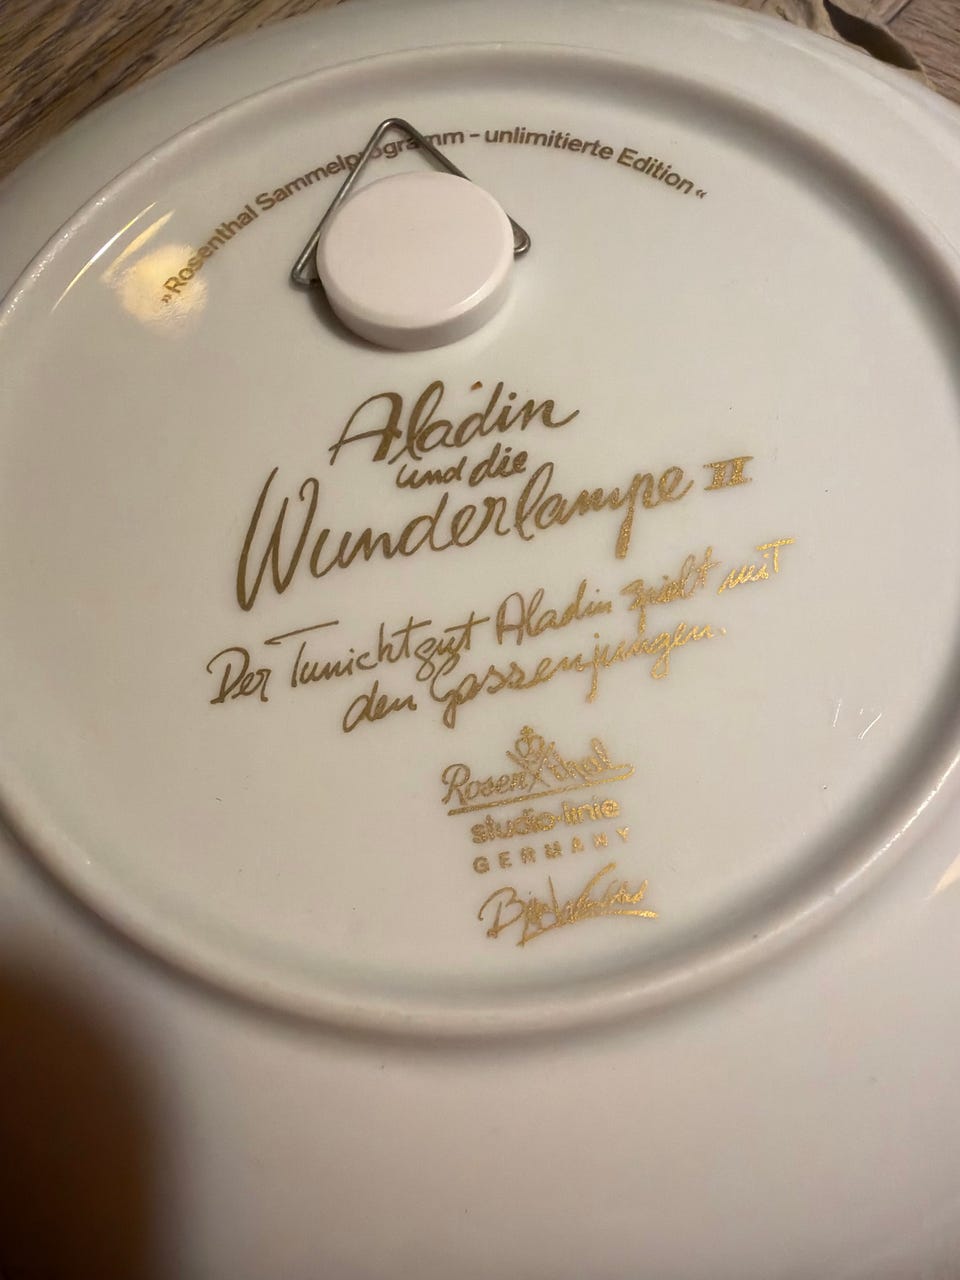 »Rosenthal Sammelprogramm - unlimitierte Edition«
Aladin
und die
Wunderlampe II
Der Tunichtgut Aladin spielt mit
den Gassenjungen.
Rosenthal
studio-linie
GERMANY